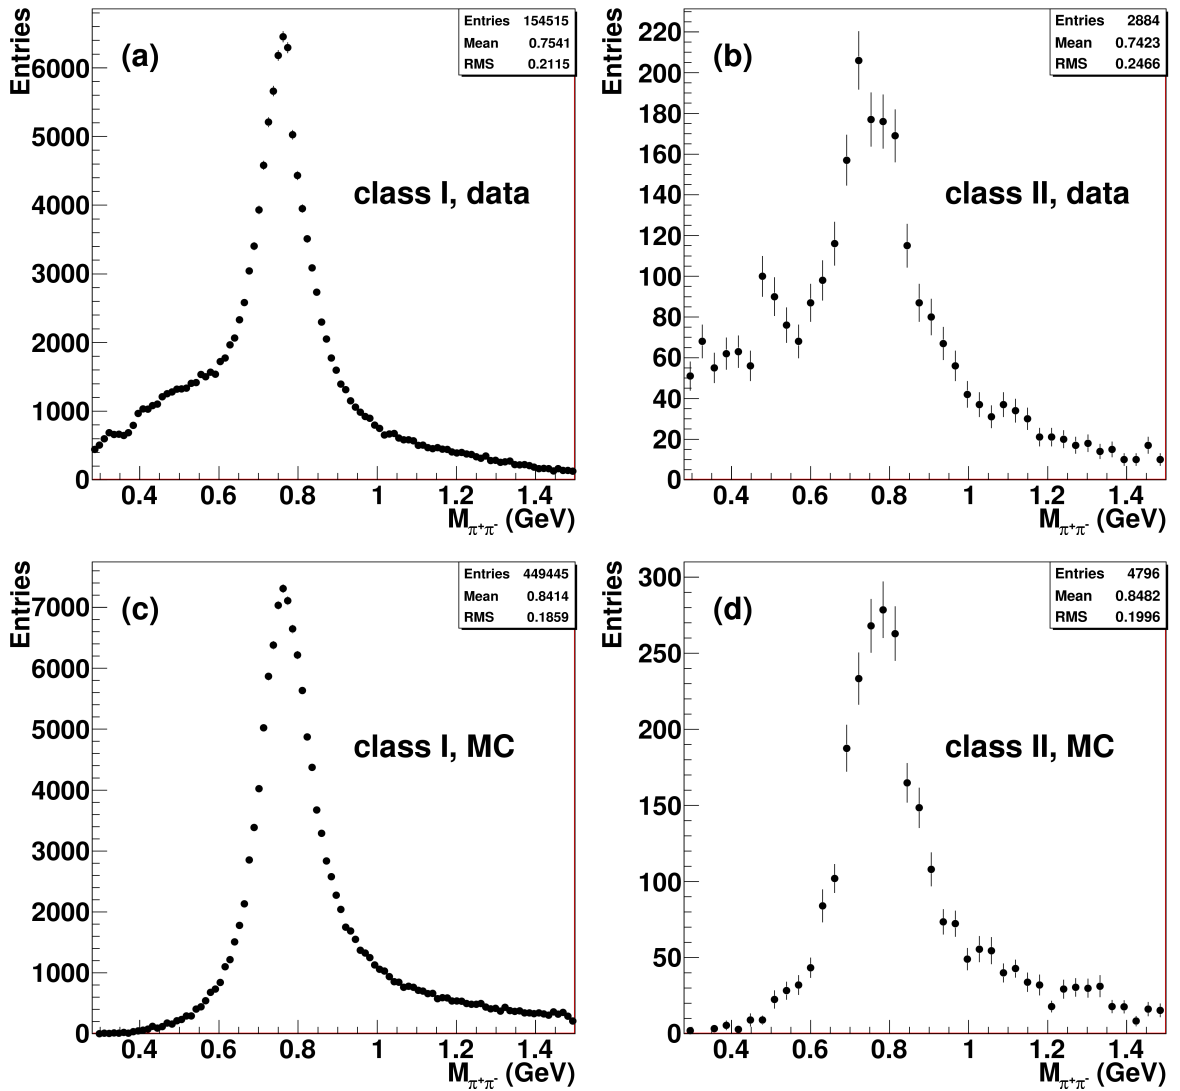 Entries
(a)
Entries 154515
Mean 0.7541
RMS 0.2115
class I, data
6000
5000
4000
3000
2000
1000
0
0.4 0.6 0.8 1 1.2 1.4
Mπ+π- (GeV)
Entries
(b)
Entries 2884
Mean 0.7423
RMS 0.2466
class II, data
220
200
180
160
140
120
100
80
60
40
20
0
0.4 0.6 0.8 1 1.2 1.4
Mπ+π- (GeV)
Entries
(c)
Entries 449445
Mean 0.8414
RMS 0.1859
class I, MC
7000
6000
5000
4000
3000
2000
1000
0
0.4 0.6 0.8 1 1.2 1.4
Mπ+π- (GeV)
Entries
(d)
Entries 4796
Mean 0.8482
RMS 0.1996
class II, MC
300
250
200
150
100
50
0
0.4 0.6 0.8 1 1.2 1.4
Mπ+π- (GeV)